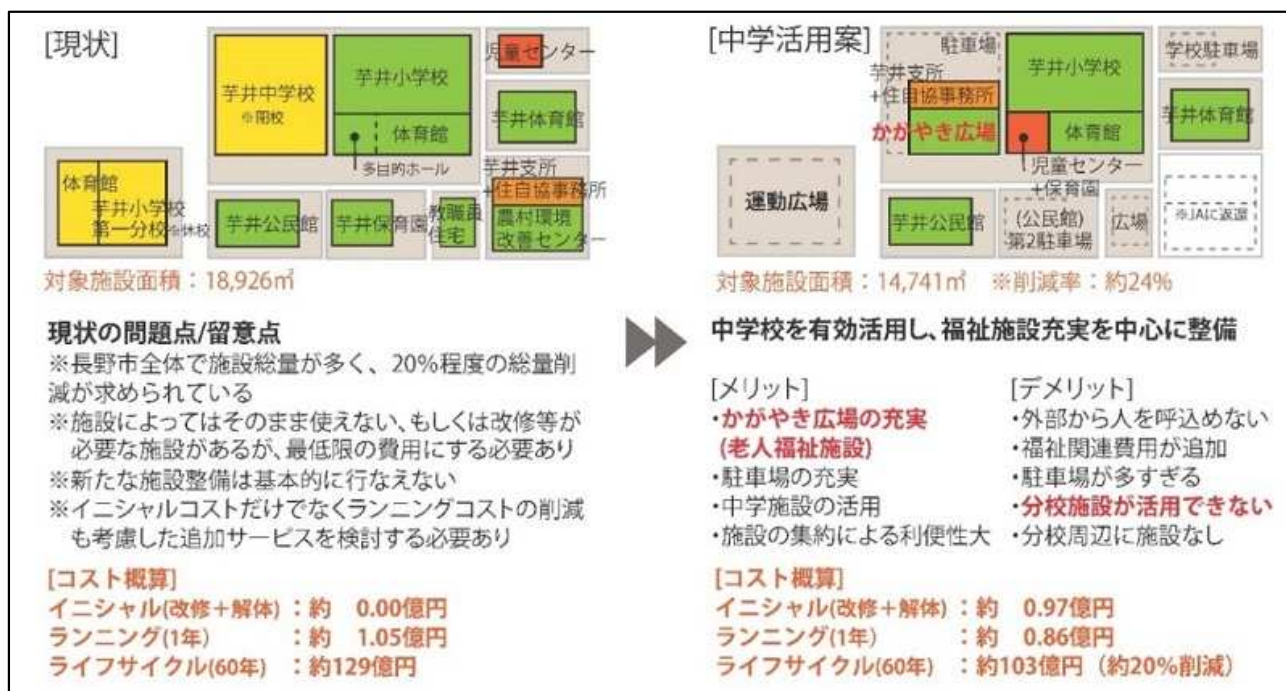 [現状]
芋井中学校
※閉校
芋井小学校
体育館
多目的ホール
児童センター
芋井体育館
芋井支所
+住自協事務所
農村環境
改善センター
体育館
芋井小学校
第一分校※休校
芋井公民館
芋井保育園
教職員
住宅
対象施設面積：18,926㎡
現状の問題点/留意点
※長野市全体で施設総量が多く、20%程度の総量削
減が求められている
※施設によってはそのまま使えない、もしくは改修等が
必要な施設があるが、最低限の費用にする必要あり
※新たな施設整備は基本的に行なえない
※イニシャルコストだけでなくランニングコストの削減
も考慮した追加サービスを検討する必要あり
[コスト概算]
イニシャル(改修＋解体)：約 0.00億円
ランニング(1年)：約 1.05億円
ライフサイクル(60年)：約129億円
[中学活用案]
駐車場
芋井支所
+住自協事務所
かがやき広場
芋井小学校
体育館
児童センター
+保育園
学校駐車場
芋井体育館
※JAに返還
運動広場
芋井公民館
(公民館)
第2駐車場
広場
対象施設面積：14,741㎡ ※削減率：約24%
中学校を有効活用し、福祉施設充実を中心に整備
[メリット]
・かがやき広場の充実
(老人福祉施設)
・駐車場の充実
・中学施設の活用
・施設の集約による利便性大
[デメリット]
・外部から人を呼込めない
・福祉関連費用が追加
・駐車場が多すぎる
・分校施設が活用できない
・分校周辺に施設なし
[コスト概算]
イニシャル(改修＋解体)：約 0.97億円
ランニング(1年)：約 0.86億円
ライフサイクル(60年)：約103億円（約20%削減）